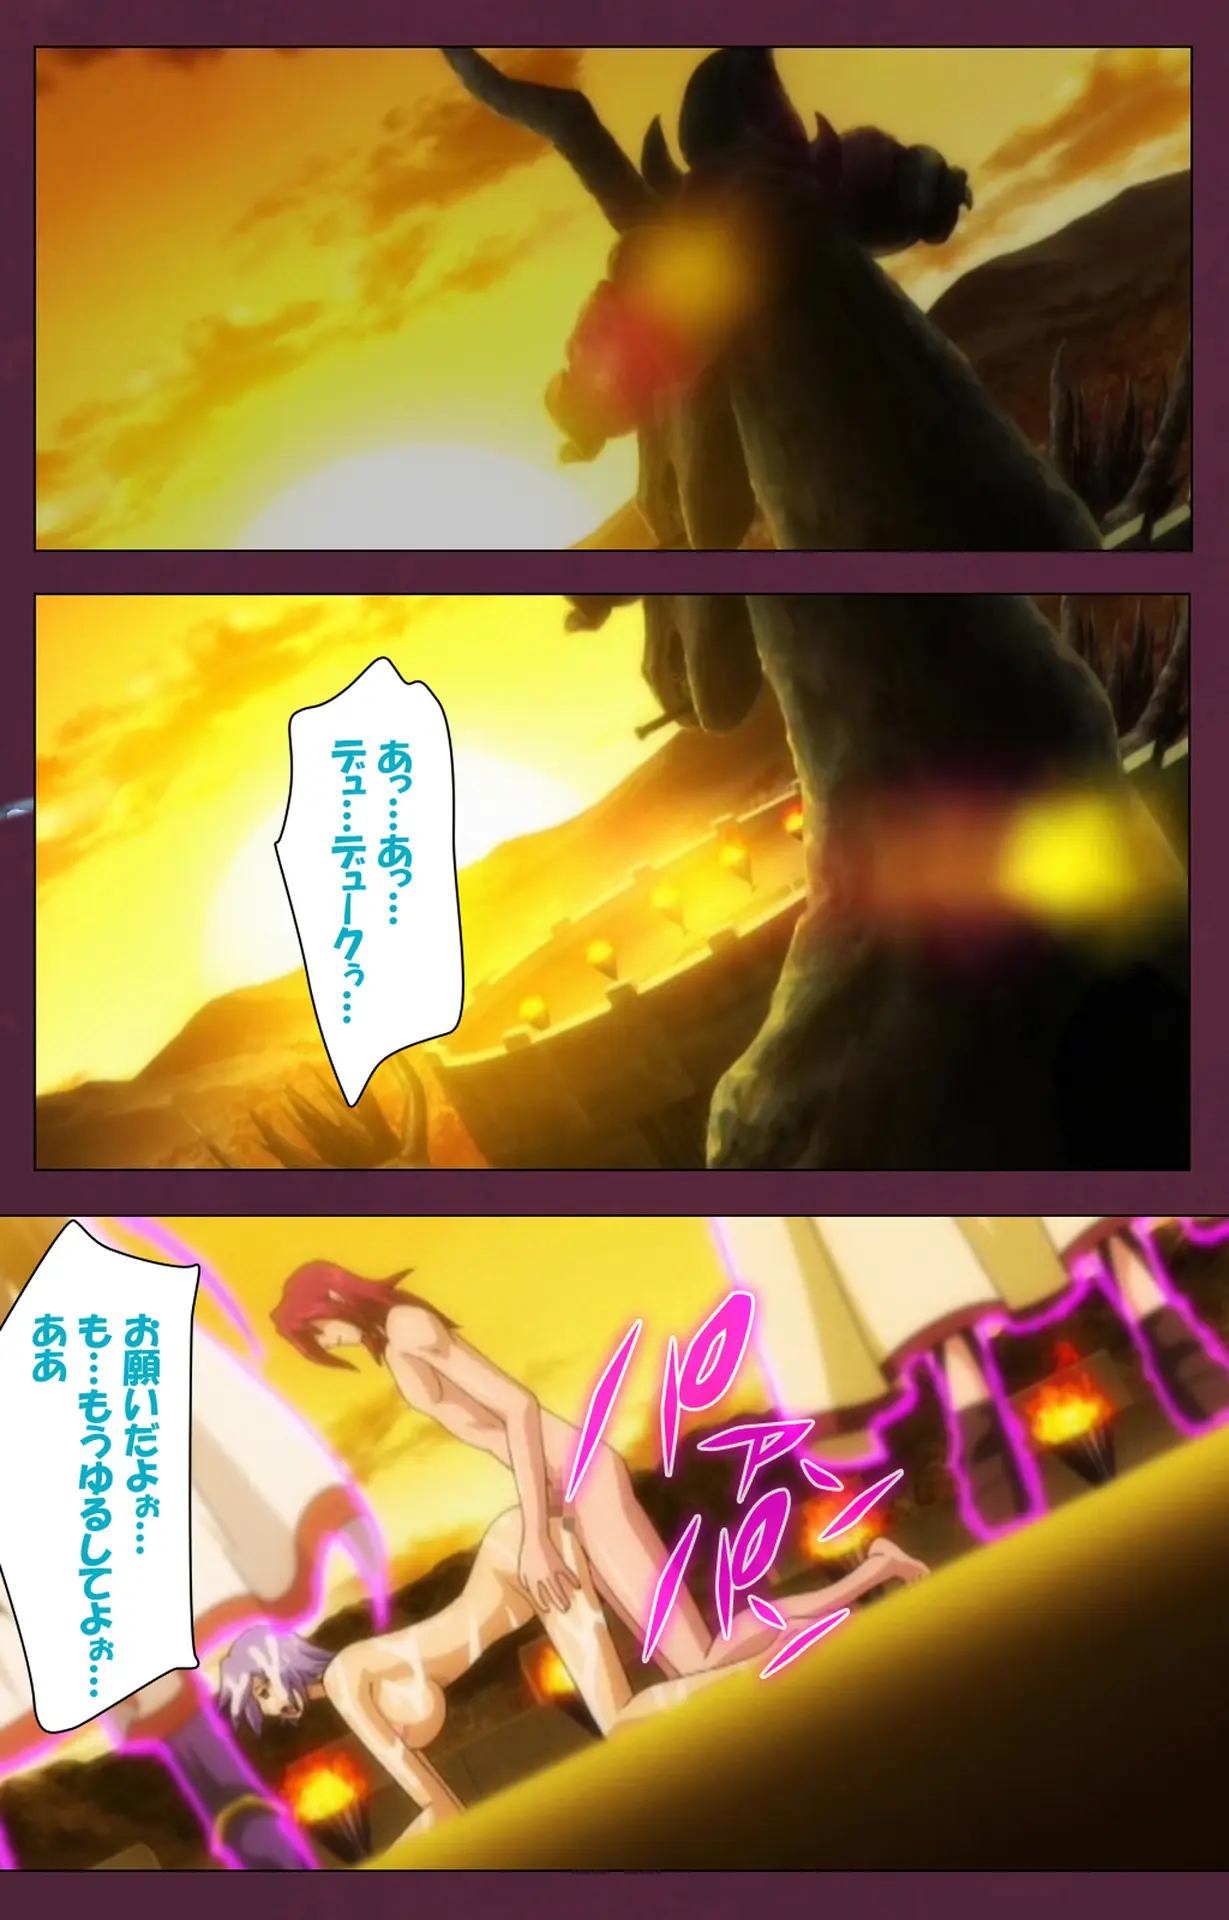 あっ…あっ…
デュ…デュークぅ…
パンパンッ
お願いだよぉ…
も…もうゆるしてよぉ…
ああ